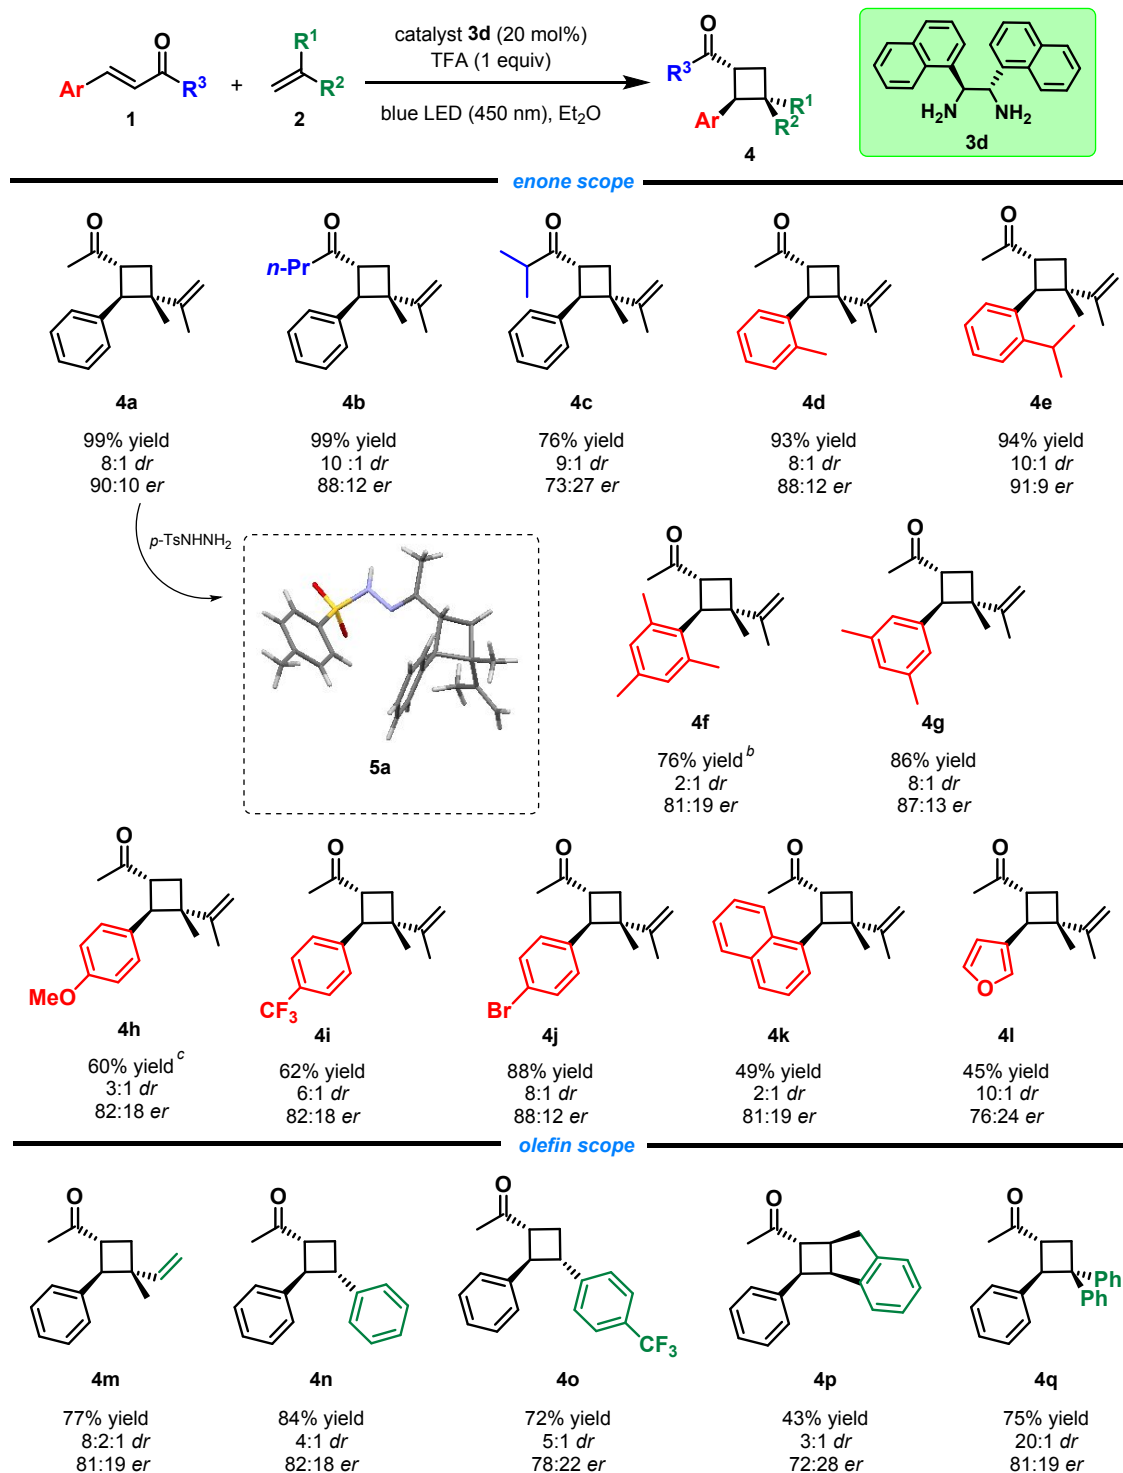 O
Ar
R3
1
+
R1
R2
2
catalyst 3d (20 mol%)
TFA (1 equiv)
blue LED (450 nm), Et2O
O
R3
Ar
R1
R2
4
H2N
NH2
3d
enone scope
O
O
O
O
O
n-Pr
4a
4b
4c
4d
4e
99% yield
8:1 dr
90:10 er
99% yield
10 :1 dr
88:12 er
76% yield
9:1 dr
73:27 er
93% yield
8:1 dr
88:12 er
94% yield
10:1 dr
91:9 er
p-TsNHNH2
5a
O
O
4f
4g
76% yield b
2:1 dr
81:19 er
86% yield
8:1 dr
87:13 er
O
O
O
O
O
MeO
CF3
Br
O
4h
4i
4j
4k
4l
60% yield c
3:1 dr
82:18 er
62% yield
6:1 dr
82:18 er
88% yield
8:1 dr
88:12 er
49% yield
2:1 dr
81:19 er
45% yield
10:1 dr
76:24 er
olefin scope
O
O
O
O
O
CF3
Ph
Ph
4m
4n
4o
4p
4q
77% yield
8:2:1 dr
81:19 er
84% yield
4:1 dr
82:18 er
72% yield
5:1 dr
78:22 er
43% yield
3:1 dr
72:28 er
75% yield
20:1 dr
81:19 er